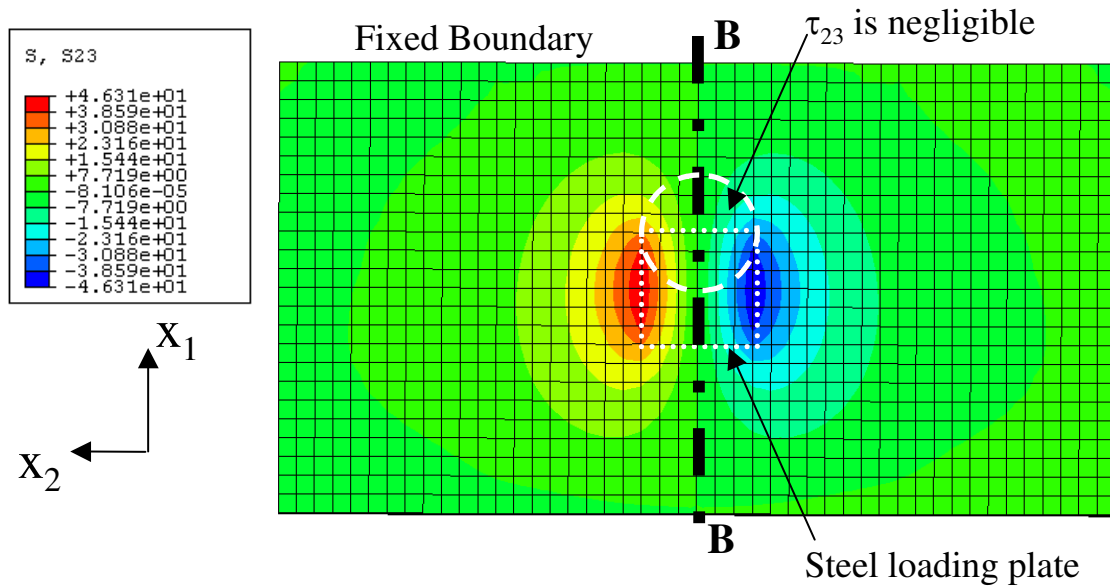 Fixed Boundary
B
τ23 is negligible
S, S23
+4.631e+01
+3.859e+01
+3.088e+01
+2.316e+01
+1.544e+01
+7.719e+00
-8.106e-05
-7.719e+00
-1.544e+01
-2.316e+01
-3.088e+01
-3.859e+01
-4.631e+01
x1
x2
B
Steel loading plate